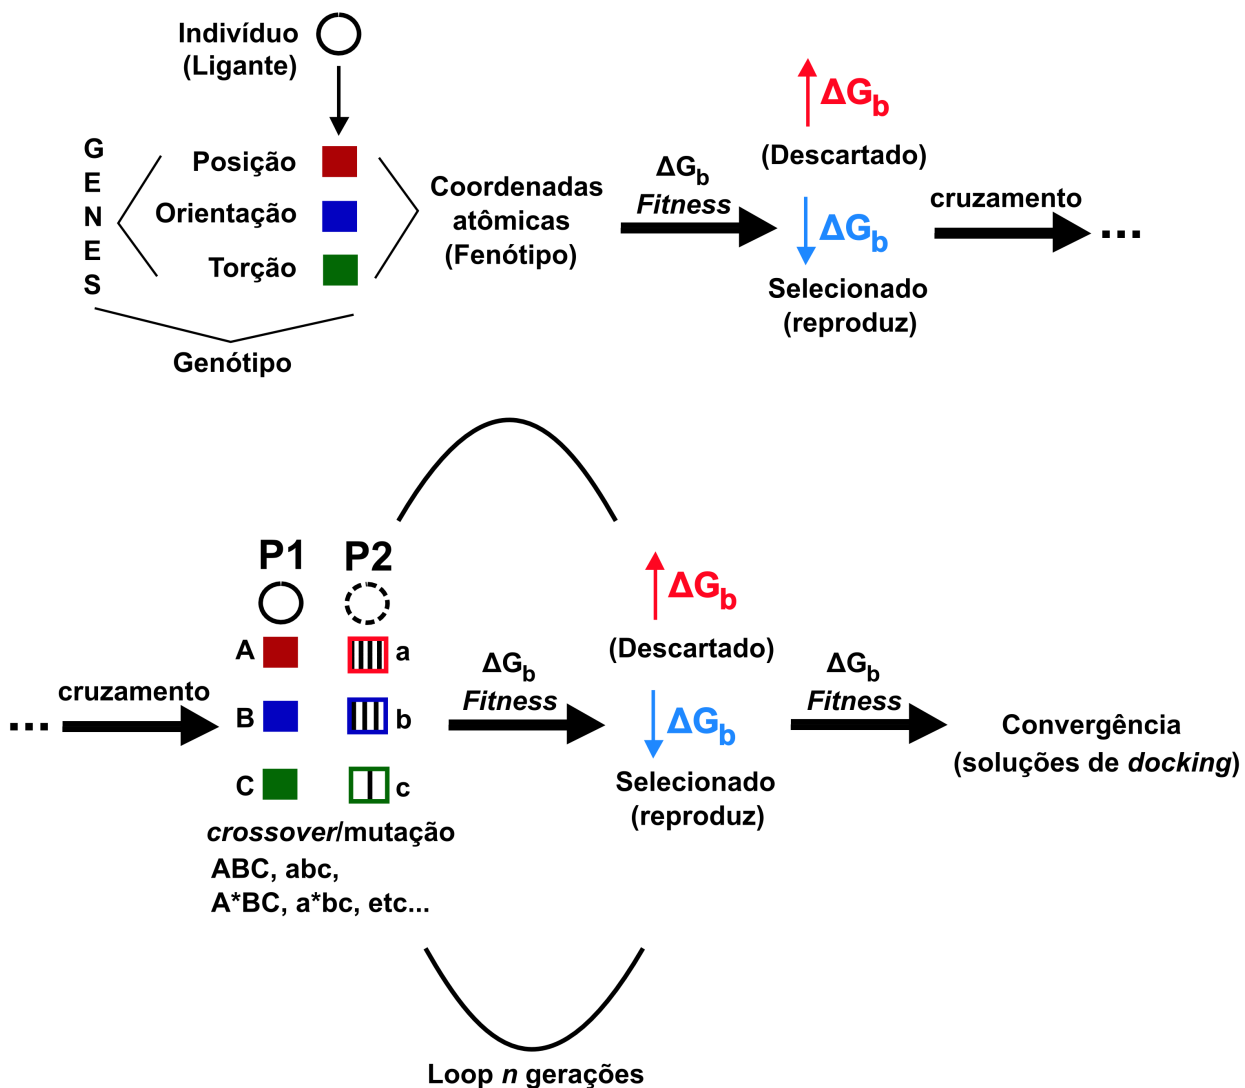 Indivíduo
(Ligante)
GENES
Posição
Orientação
Torção
Genótipo
Coordenadas
atômicas
(Fenótipo)
ΔGb
Fitness
ΔGb
(Descartado)
ΔGb
Selecionado
(reproduz)
cruzamento
...
...
cruzamento
P1 P2
A a
B b
C c
crossover/mutação
ABC, abc,
A*BC, a*bc, etc...
ΔGb
Fitness
ΔGb
(Descartado)
ΔGb
Selecionado
(reproduz)
ΔGb
Fitness
Convergência
(soluções de docking)
Loop n gerações